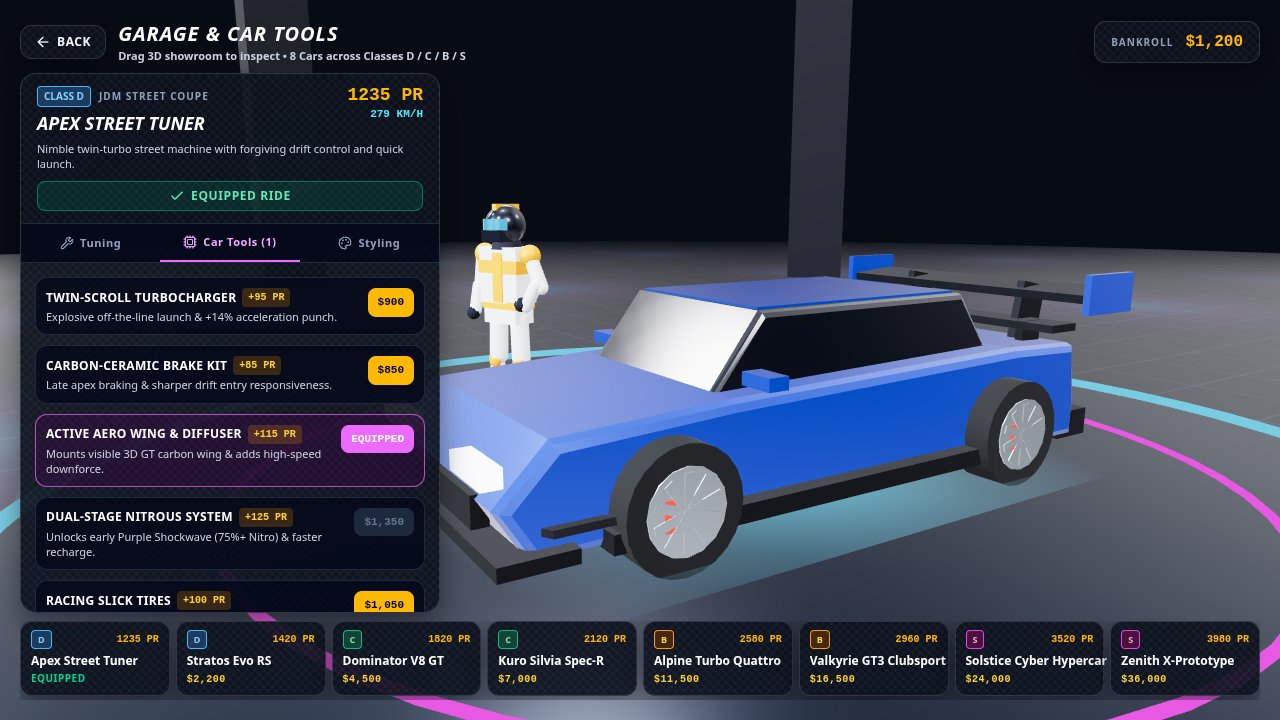 BACK
GARAGE & CAR TOOLS
Drag 3D showroom to inspect • 8 Cars across Classes D / C / B / S
BANKROLL $1,200
CLASS D JDM STREET COUPE 1235 PR
279 KM/H
APEX STREET TUNER
Nimble twin-turbo street machine with forgiving drift control and quick
launch.
EQUIPPED RIDE
Tuning Car Tools (1) Styling
TWIN-SCROLL TURBOCHARGER +95 PR $900
Explosive off-the-line launch & +14% acceleration punch.
CARBON-CERAMIC BRAKE KIT +85 PR $850
Late apex braking & sharper drift entry responsiveness.
ACTIVE AERO WING & DIFFUSER +115 PR EQUIPPED
Mounts visible 3D GT carbon wing & adds high-speed
downforce.
DUAL-STAGE NITROUS SYSTEM +125 PR $1,350
Unlocks early Purple Shockwave (75%+ Nitro) & faster
recharge.
RACING SLICK TIRES +100 PR $1,050
D 1235 PR
Apex Street Tuner
EQUIPPED
D 1420 PR
Stratos Evo RS
$2,200
C 1820 PR
Dominator V8 GT
$4,500
C 2120 PR
Kuro Silvia Spec-R
$7,000
B 2580 PR
Alpine Turbo Quattro
$11,500
B 2960 PR
Valkyrie GT3 Clubsport
$16,500
S 3520 PR
Solstice Cyber Hypercar
$24,000
S 3980 PR
Zenith X-Prototype
$36,000